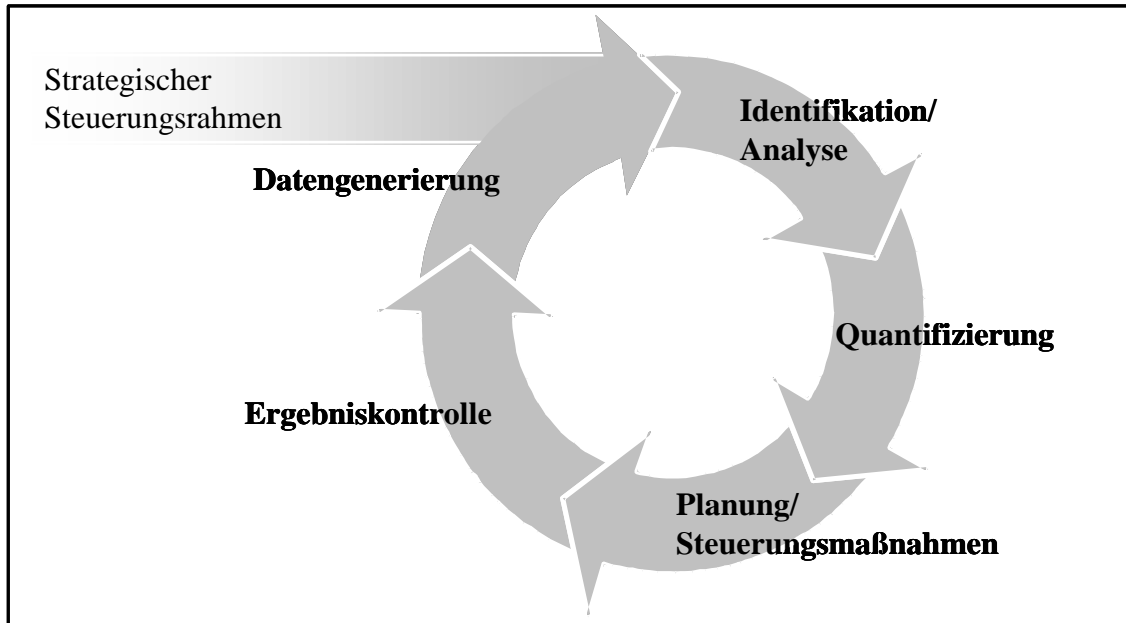 Strategischer
Steuerungsrahmen
Identifikation/
Analyse
Datengenerierung
Quantifizierung
Ergebniskontrolle
Planung/
Steuerungsmaßnahmen